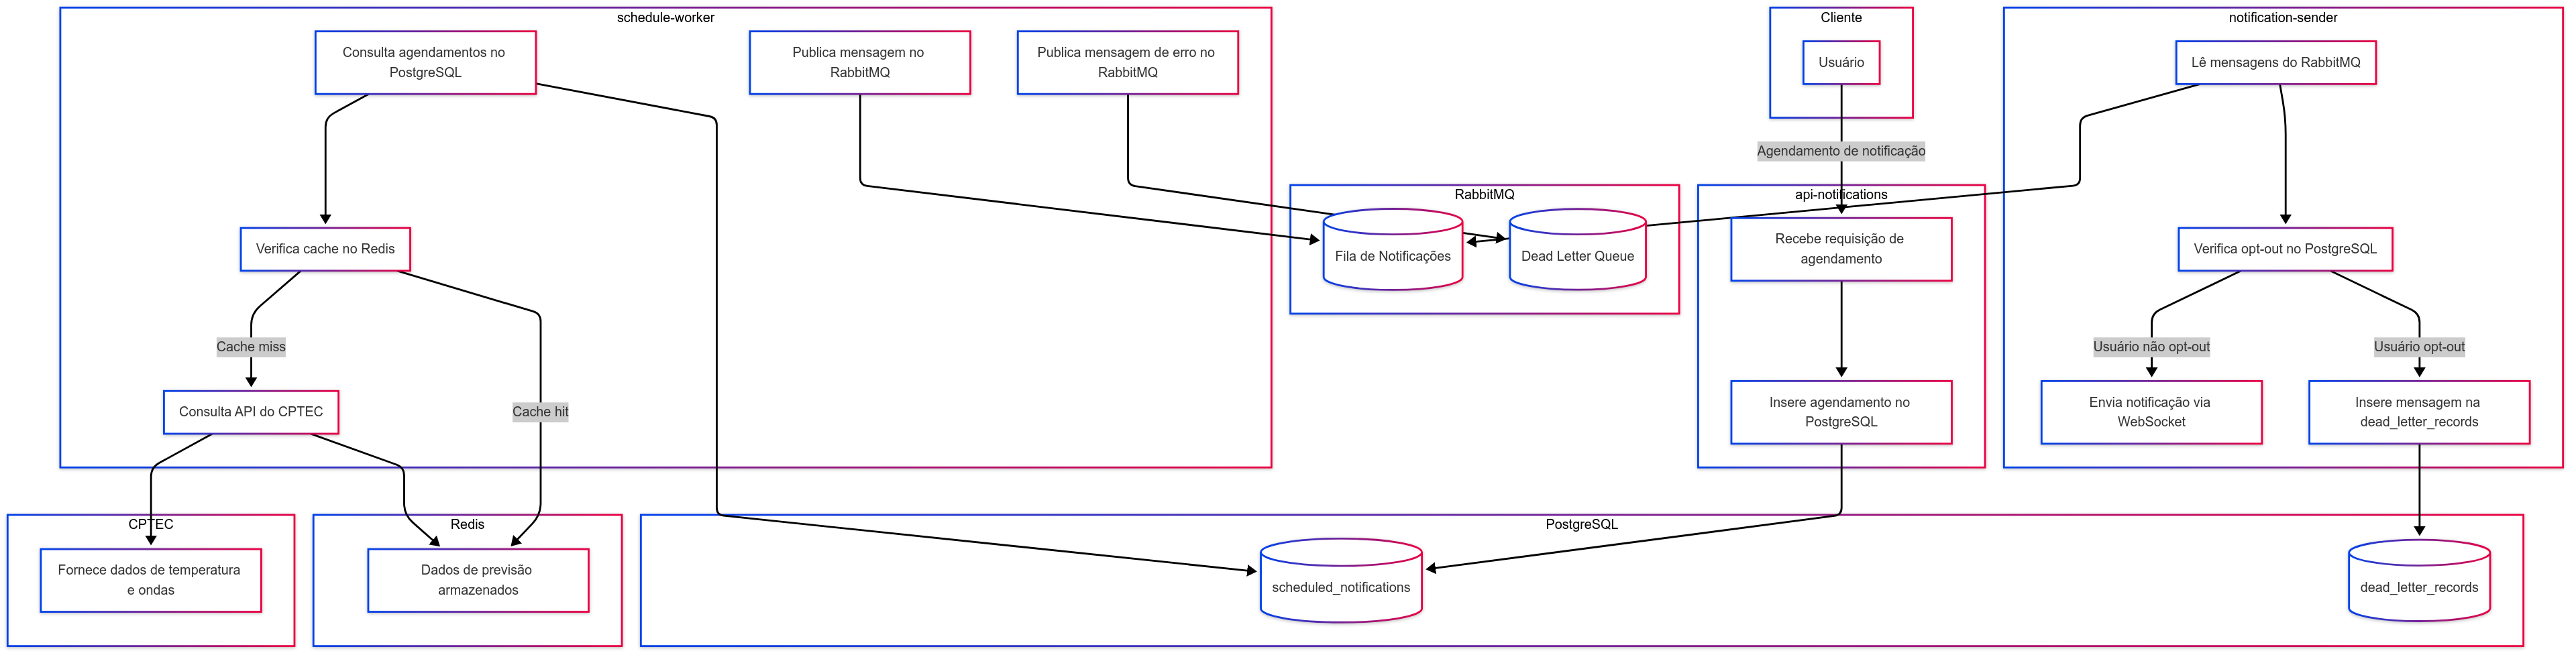 schedule-worker
Consulta agendamentos no
PostgreSQL
Publica mensagem no
RabbitMQ
Publica mensagem de erro no
RabbitMQ
Cliente
Usuário
notification-sender
Lê mensagens do RabbitMQ
Agendamento de notificação
RabbitMQ
Fila de Notificações
Dead Letter Queue
api-notifications
Recebe requisição de
agendamento
Verifica cache no Redis
Verifica opt-out no PostgreSQL
Cache miss
Cache hit
Usuário não opt-out
Usuário opt-out
Consulta API do CPTEC
Insere agendamento no
PostgreSQL
Envia notificação via
WebSocket
Insere mensagem na
dead_letter_records
CPTEC
Fornece dados de temperatura
e ondas
Redis
Dados de previsão
armazenados
PostgreSQL
scheduled_notifications
dead_letter_records